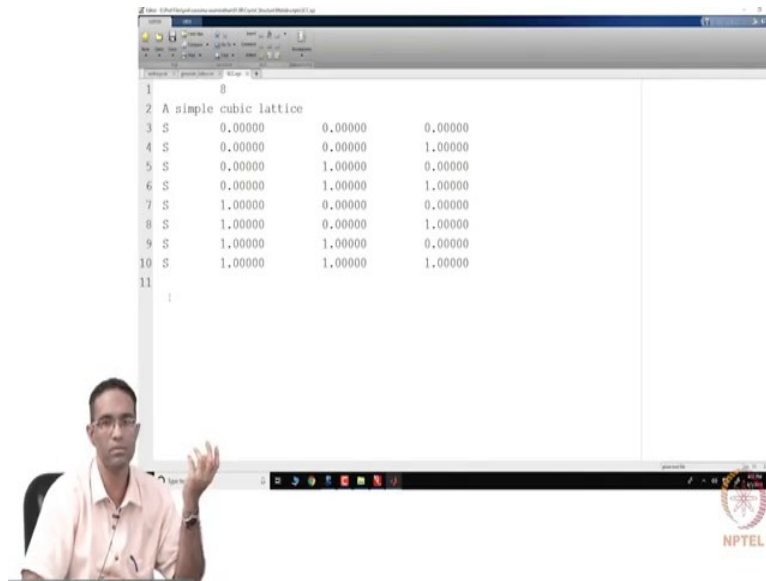 1 8
2 A simple cubic lattice
3 S 0.00000 0.00000 0.00000
4 S 0.00000 0.00000 1.00000
5 S 0.00000 1.00000 0.00000
6 S 0.00000 1.00000 1.00000
7 S 1.00000 0.00000 0.00000
8 S 1.00000 0.00000 1.00000
9 S 1.00000 1.00000 0.00000
10 S 1.00000 1.00000 1.00000
11
NPTEL